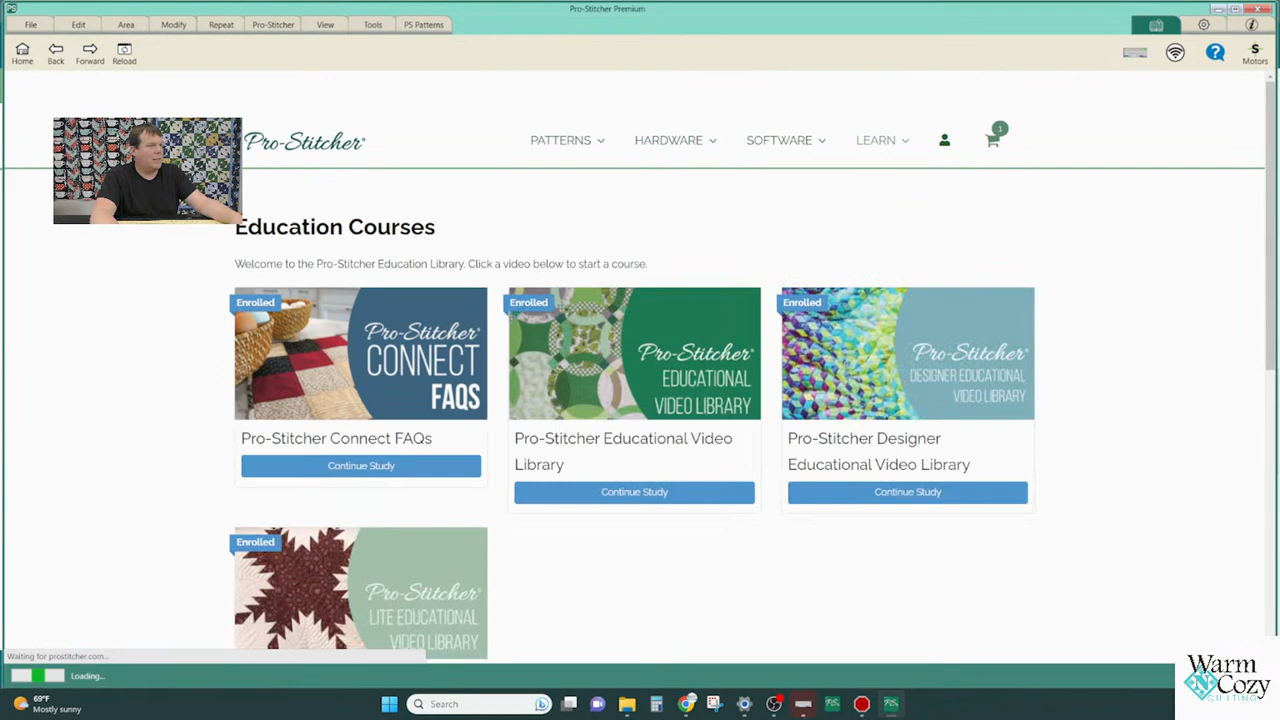 Pro-Stitcher Premium
File Edit Area Modify Repeat Pro-Stitcher View Tools PS Patterns
Home Back Forward Reload
Motors
Pro-Stitcher®
PATTERNS HARDWARE SOFTWARE LEARN 1
Education Courses
Welcome to the Pro-Stitcher Education Library. Click a video below to start a course.
Enrolled
Pro-Stitcher®
CONNECT
FAQS
Pro-Stitcher Connect FAQs
Continue Study
Enrolled
Pro-Stitcher®
EDUCATIONAL
VIDEO LIBRARY
Pro-Stitcher Educational Video
Library
Continue Study
Enrolled
Pro-Stitcher®
DESIGNER EDUCATIONAL
VIDEO LIBRARY
Pro-Stitcher Designer
Educational Video Library
Continue Study
Enrolled
Pro-Stitcher®
LITE EDUCATIONAL
VIDEO LIBRARY
Waiting for prostitcher.com...
Loading...
69°F
Mostly sunny
Search
Warm
N
Cozy
QUILTING